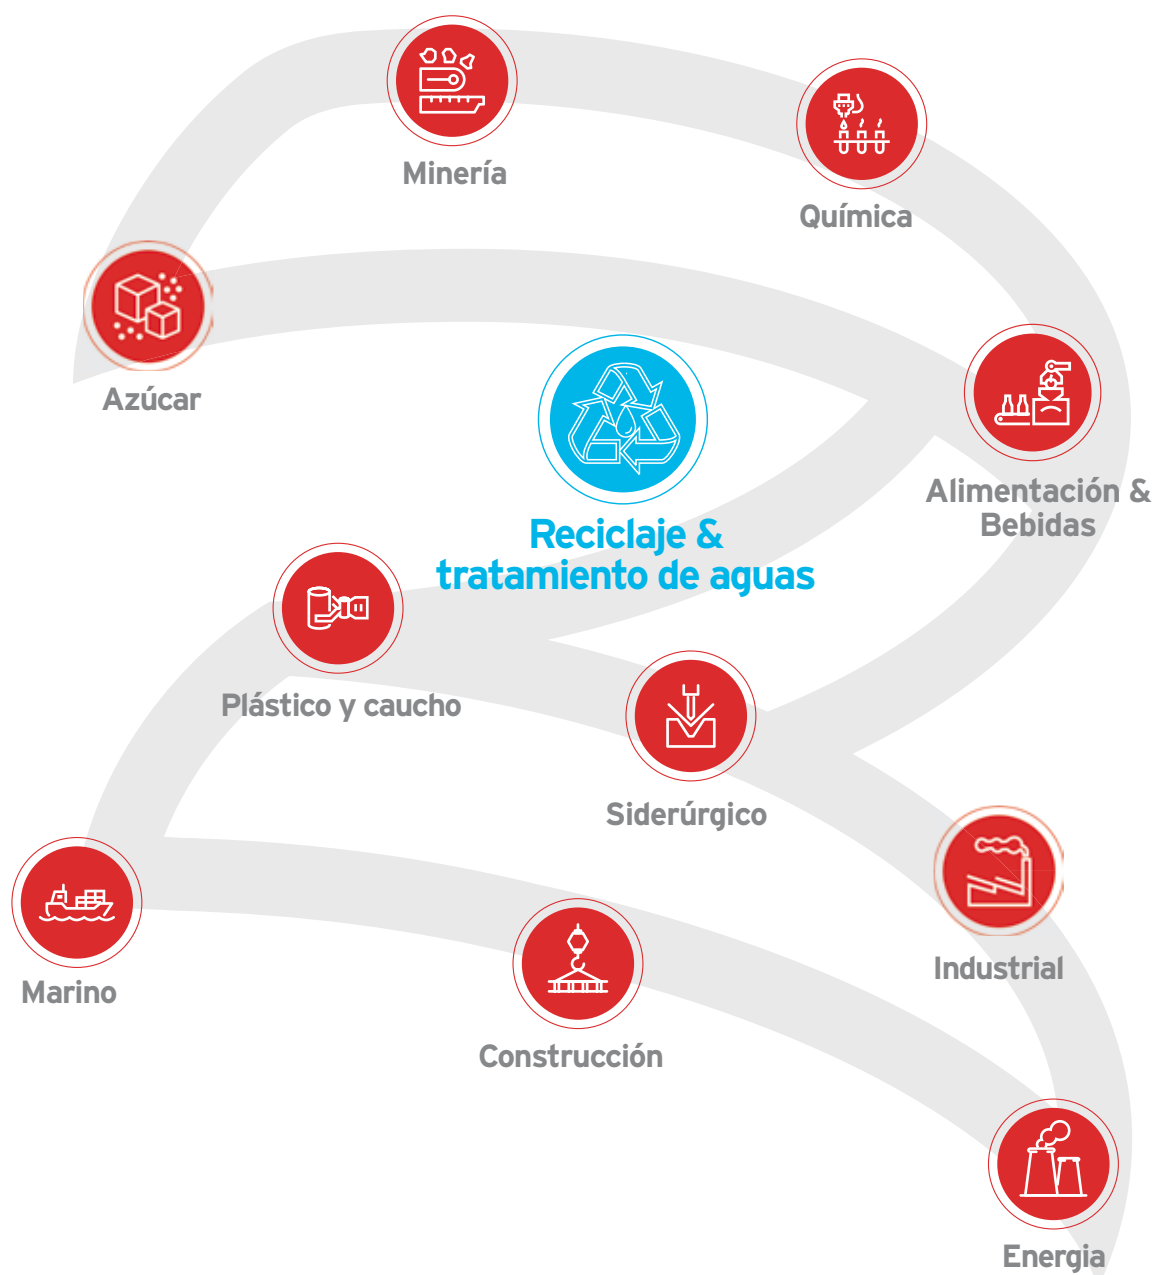 Minería
Química
Azúcar
Alimentación &
Bebidas
Reciclaje &
tratamiento de aguas
Plástico y caucho
Siderúrgico
Industrial
Marino
Construcción
Energia